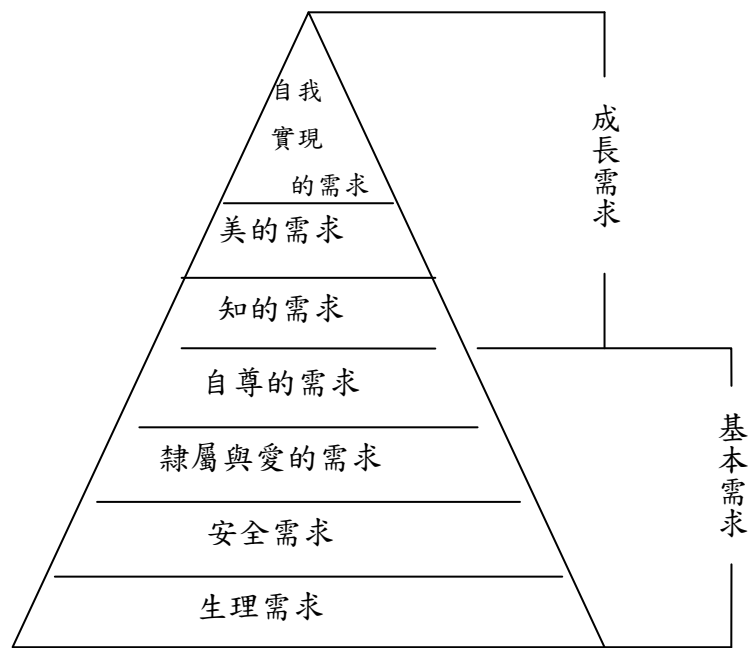 自我
實現
的需求
美的需求
知的需求
自尊的需求
隸屬與愛的需求
安全需求
生理需求
成長需求
基本需求